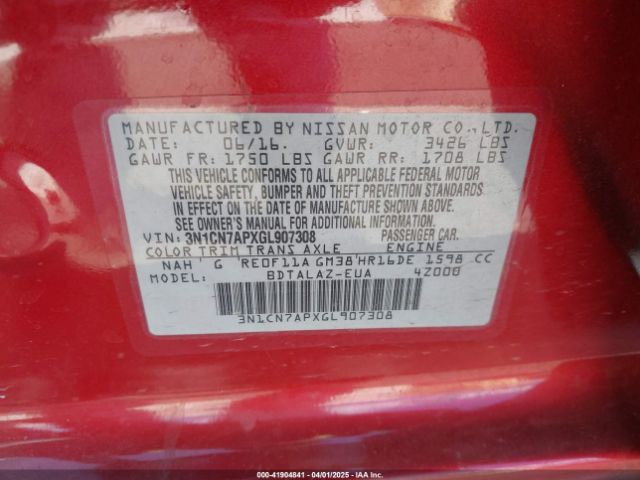 MANUFACTURED BY NISSAN MOTOR CO.,LTD.
DATE: 06/16. GVWR: 3426 LBS
GAWR FR: 1750 LBS GAWR RR: 1708 LBS
THIS VEHICLE CONFORMS TO ALL APPLICABLE FEDERAL MOTOR
VEHICLE SAFETY, BUMPER AND THEFT PREVENTION STANDARDS
IN EFFECT ON THE DATE OF MANUFACTURE SHOWN ABOVE.
SEE OWNER'S MANUAL FOR ADDITIONAL INFORMATION.
VIN: 3N1CN7APXGL907308 PASSENGER CAR.
COLOR TRIM TRANS AXLE ENGINE
NAH G RE0F11A GM38 HR16DE 1598 CC
MODEL: BDTALAZ-EUA 4Z000
3N1CN7APXGL907308
000-41904841 - 04/01/2025 - IAAI.COM